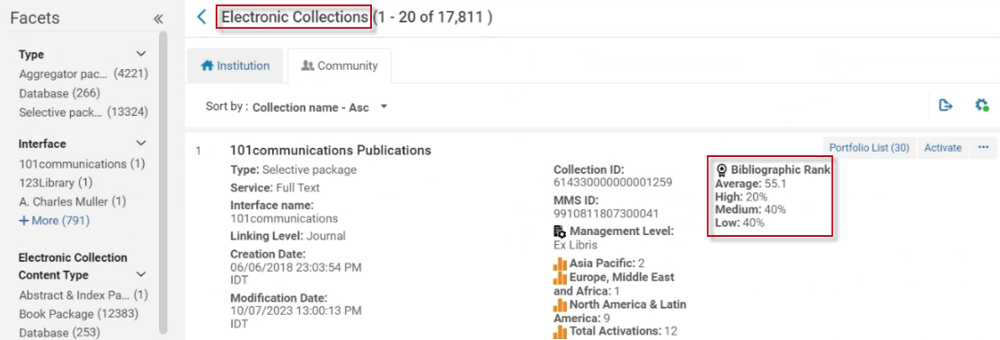 Facets
Type
Aggregator pac... (4221)
Database (266)
Selective pack... (13324)
Interface
101communications (1)
123Library (1)
A. Charles Muller (1)
+ More (791)
Electronic Collection
Content Type
Abstract & Index Pa... (1)
Book Package (12383)
Database (253)
Electronic Collections (1 - 20 of 17,811 )
Institution
Community
Sort by : Collection name - Asc
1
101communications Publications
Portfolio List (30)
Activate
Type: Selective package
Service: Full Text
Interface name:
101communications
Linking Level: Journal
Creation Date:
06/06/2018 23:03:54 PM
IDT
Modification Date:
10/07/2023 13:00:13 PM
IDT
Collection ID:
614330000000001259
MMS ID:
9910811807300041
Management Level:
Ex Libris
Asia Pacific: 2
Europe, Middle East
and Africa: 1
North America & Latin
America: 9
Total Activations: 12
Bibliographic Rank
Average: 55.1
High: 20%
Medium: 40%
Low: 40%